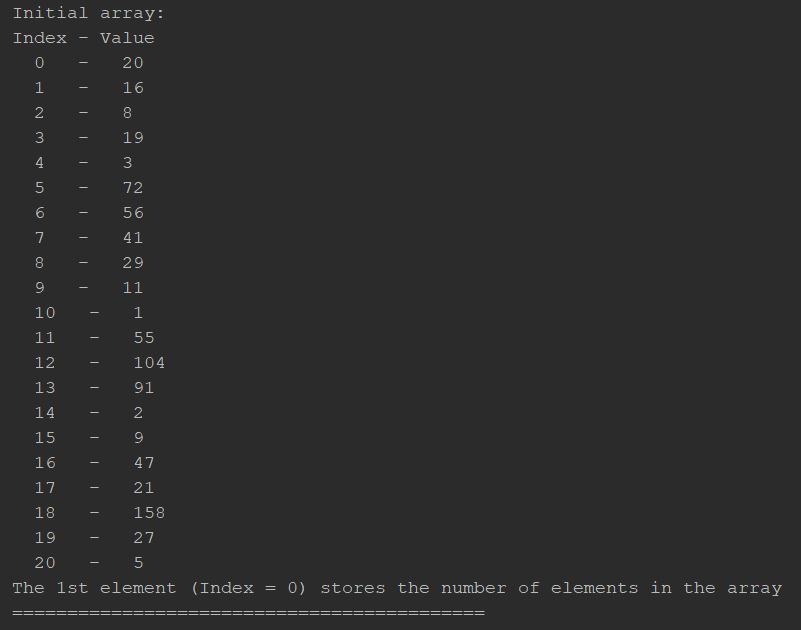 Initial array:
Index - Value
0 - 20
1 - 16
2 - 8
3 - 19
4 - 3
5 - 72
6 - 56
7 - 41
8 - 29
9 - 11
10 - 1
11 - 55
12 - 104
13 - 91
14 - 2
15 - 9
16 - 47
17 - 21
18 - 158
19 - 27
20 - 5
The 1st element (Index = 0) stores the number of elements in the array
===========================================